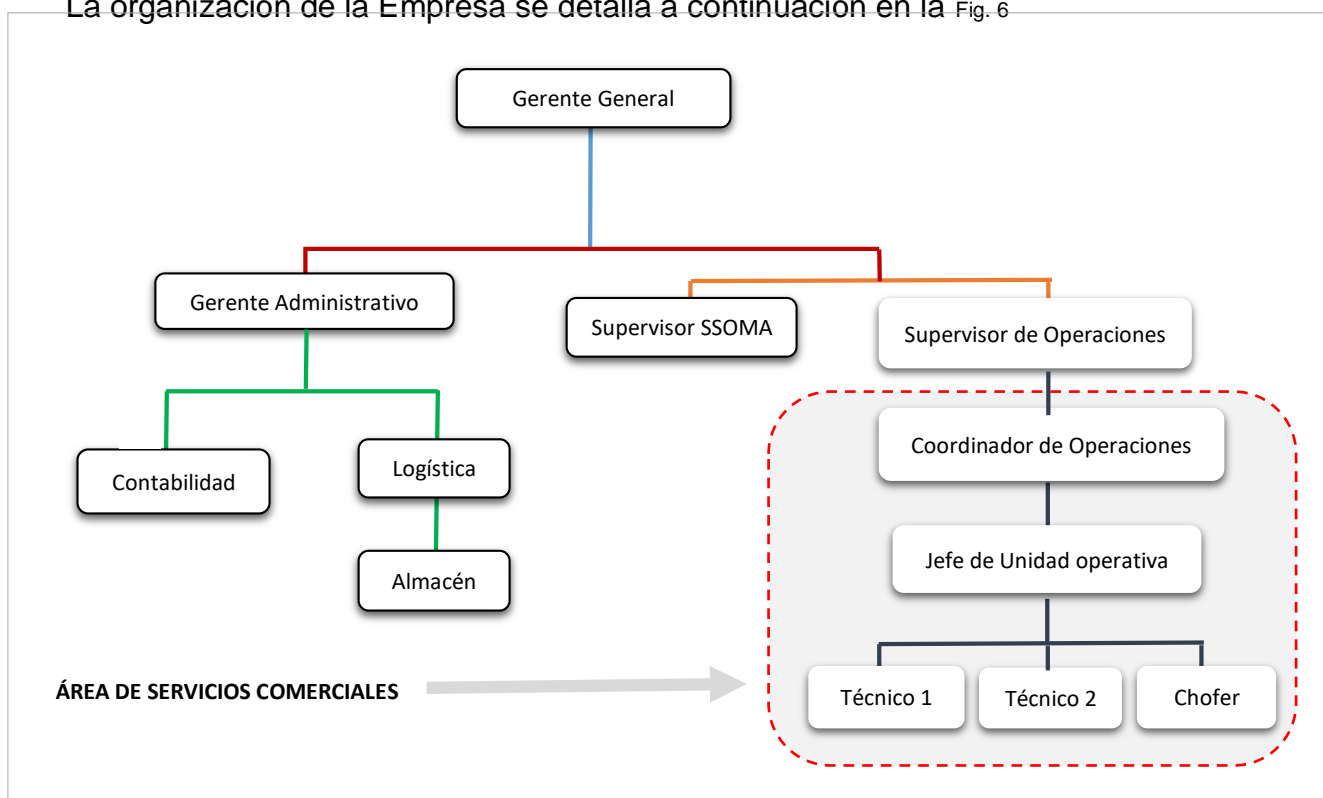 La organización de la Empresa se detalla a continuación en la Fig. 6
Gerente General
Gerente Administrativo
Supervisor SSOMA
Supervisor de Operaciones
Coordinador de Operaciones
Contabilidad
Logística
Jefe de Unidad operativa
Almacén
ÁREA DE SERVICIOS COMERCIALES
Técnico 1
Técnico 2
Chofer